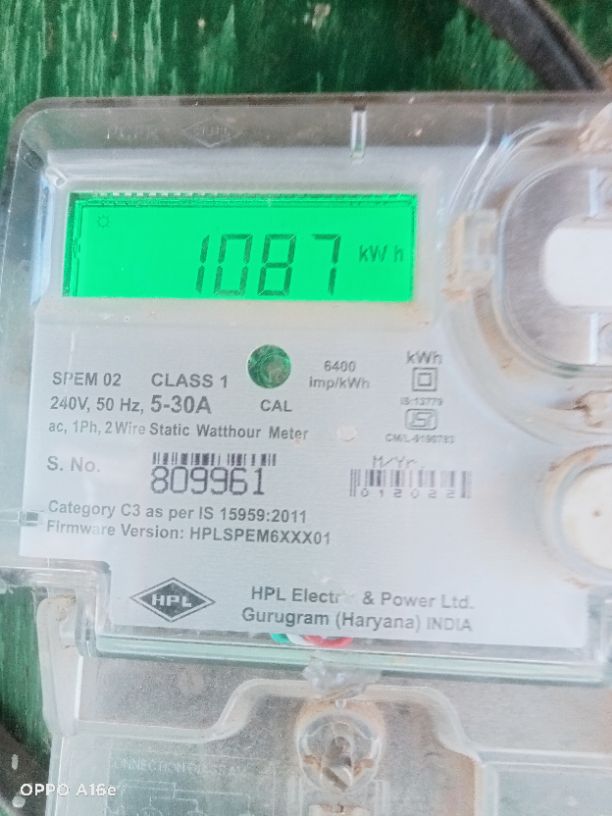 HPL
1087 kWh
6400
imp/kWh
kWh
SPEM 02 CLASS 1
240V, 50 Hz, 5-30A
CAL
IS:13779
ac, 1Ph, 2 Wire Static Watthour Meter
S. No.
809961
M/Yr.
012022
Category C3 as per IS 15959:2011
Firmware Version: HPLSPEM6XXX01
HPL
HPL & Power Ltd.
Gurugram (Haryana) INDIA
OPPO A16e